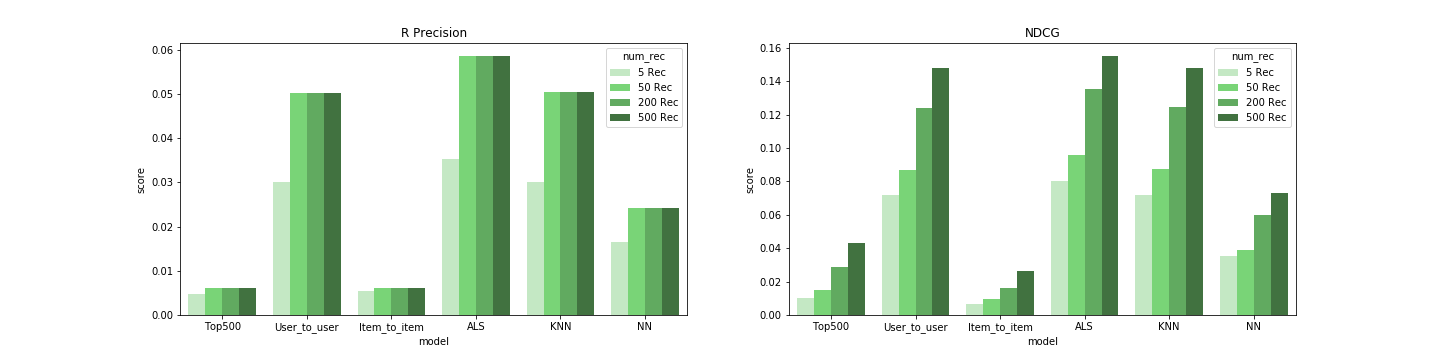 R Precision
0.06
0.05
0.04
0.03
0.02
0.01
0.00
score
num_rec
5 Rec
50 Rec
200 Rec
500 Rec
Top500 User_to_user Item_to_item ALS KNN NN
model
NDCG
0.16
0.14
0.12
0.10
0.08
0.06
0.04
0.02
0.00
score
num_rec
5 Rec
50 Rec
200 Rec
500 Rec
Top500 User_to_user Item_to_item ALS KNN NN
model